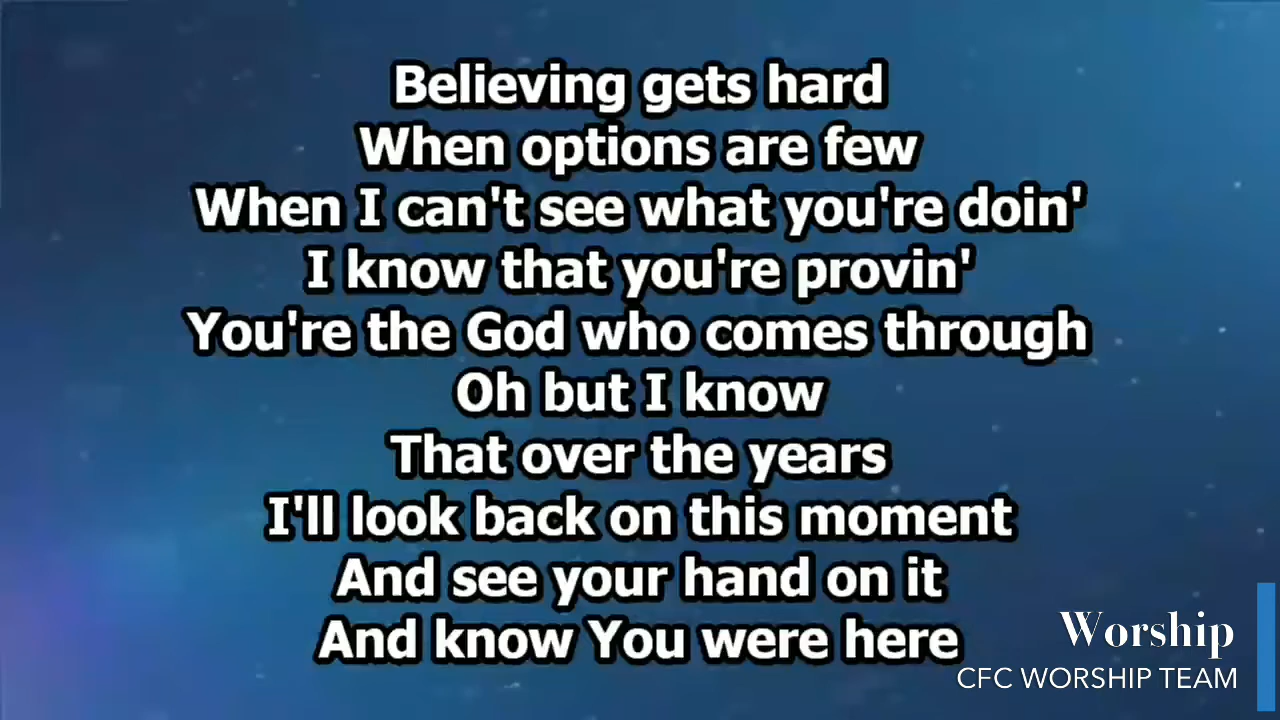 Believing gets hard
When options are few
When I can't see what you're doin'
I know that you're provin'
You're the God who comes through
Oh but I know
That over the years
I'll look back on this moment
And see your hand on it
And know You were here
Worship
CFC WORSHIP TEAM